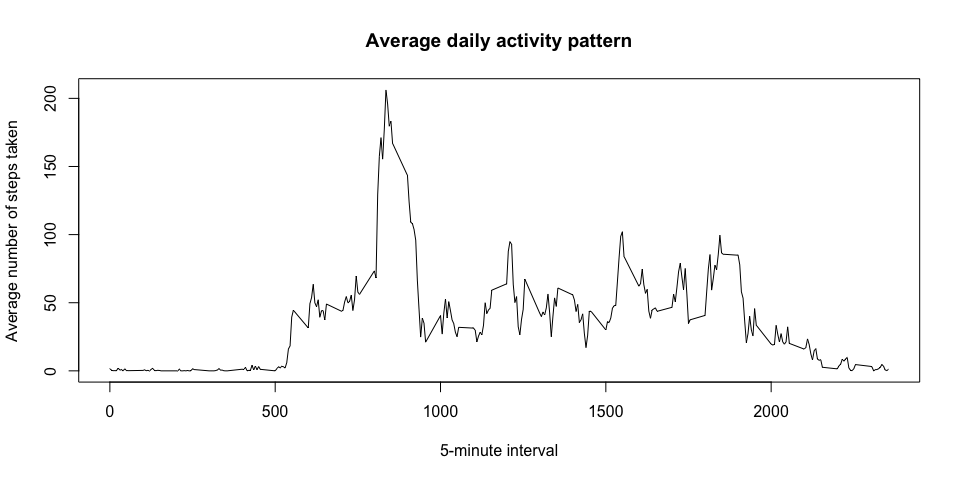 Average daily activity pattern
Average number of steps taken
200
150
100
50
0
0 500 1000 1500 2000
5-minute interval